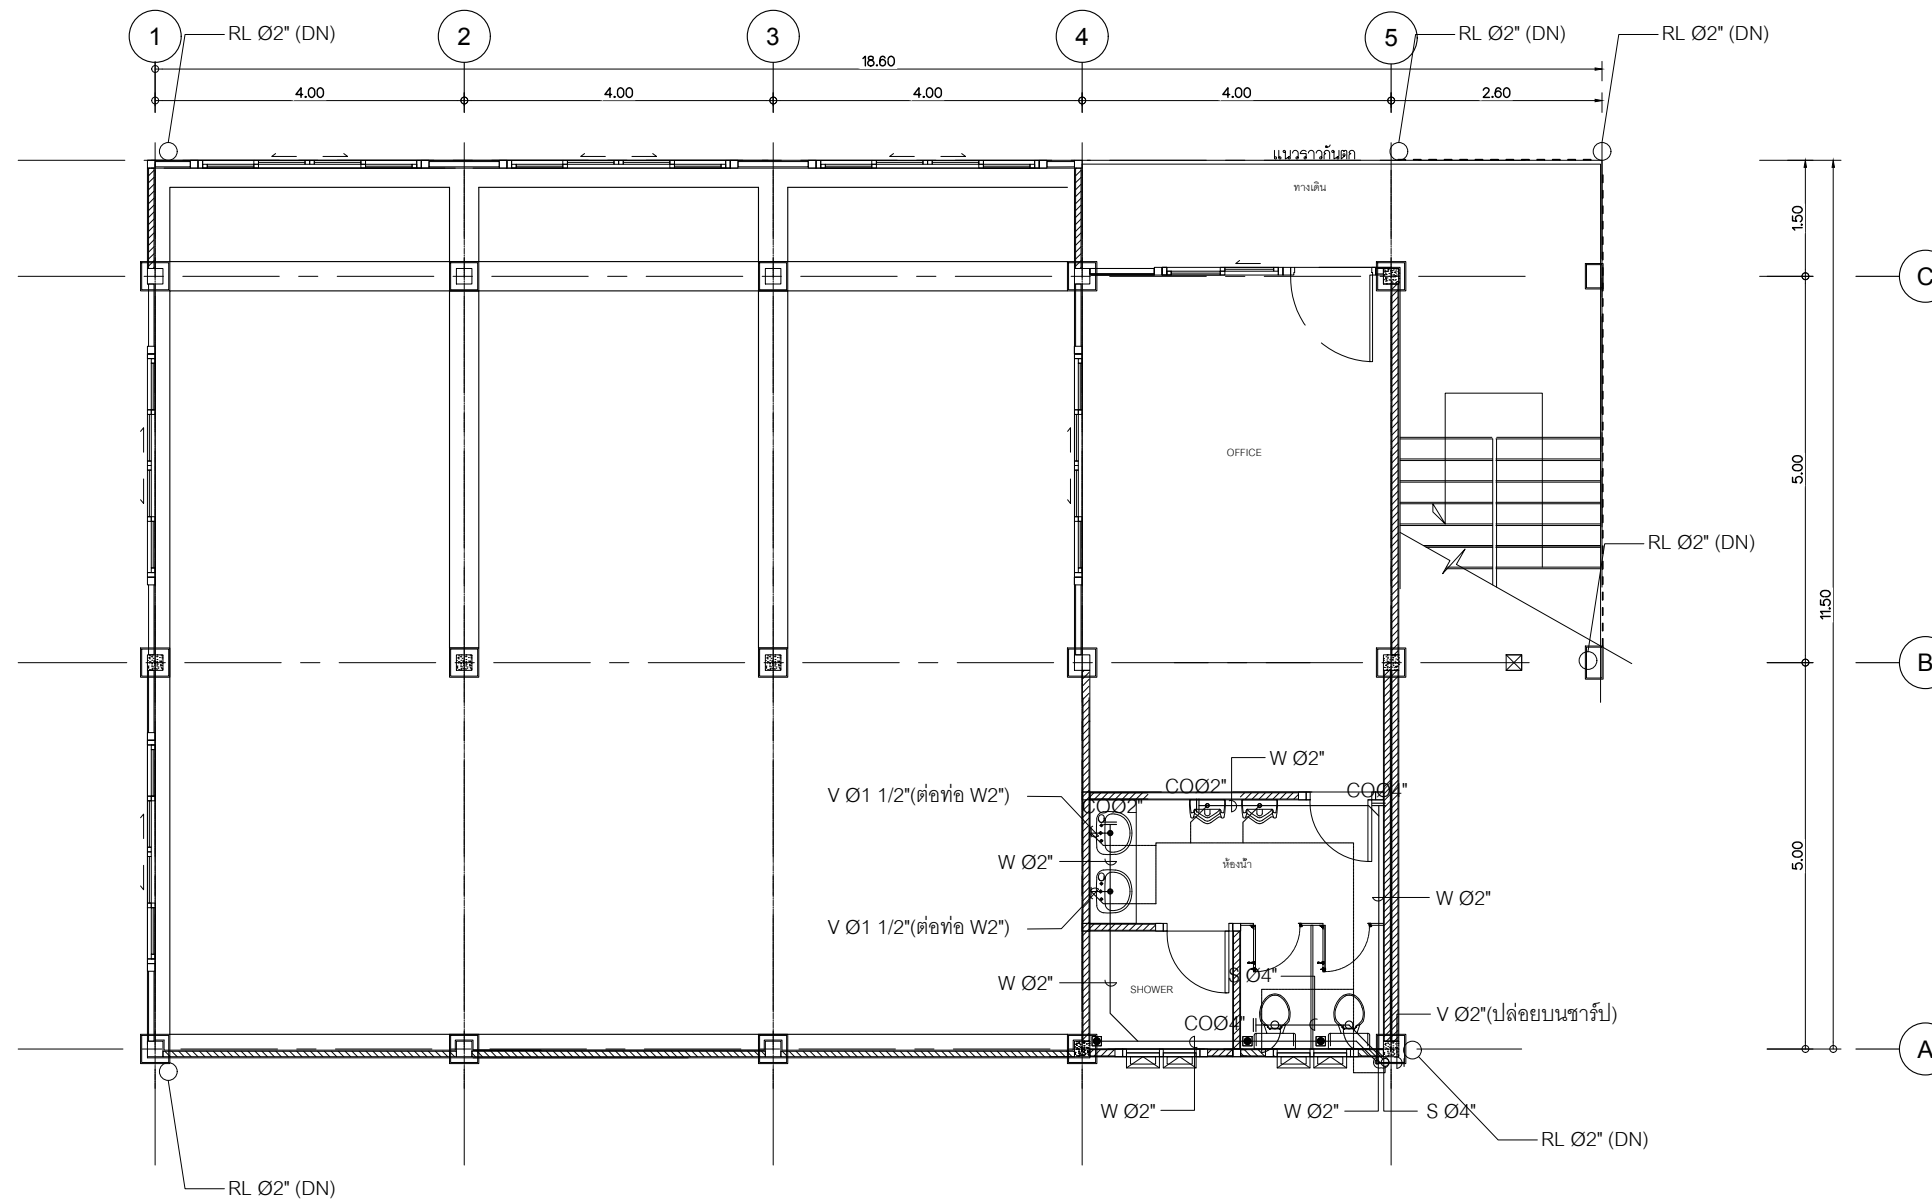 1
RL Ø2" (DN)
2
3
4
5
RL Ø2" (DN)
RL Ø2" (DN)
18.60
4.00
4.00
4.00
4.00
2.60
แนวราวกันตก
ทางเดิน
1.50
C
OFFICE
5.00
RL Ø2" (DN)
11.50
B
W Ø2"
V Ø1 1/2"(ต่อท่อ W2")
COØ2"
COØ4"
COØ2"
W Ø2"
ห้องน้ำ
5.00
W Ø2"
V Ø1 1/2"(ต่อท่อ W2")
S Ø4"
W Ø2"
SHOWER
V Ø2"(ปล่อยบนชาร์ป)
COØ4"
A
W Ø2"
W Ø2"
S Ø4"
RL Ø2" (DN)
RL Ø2" (DN)